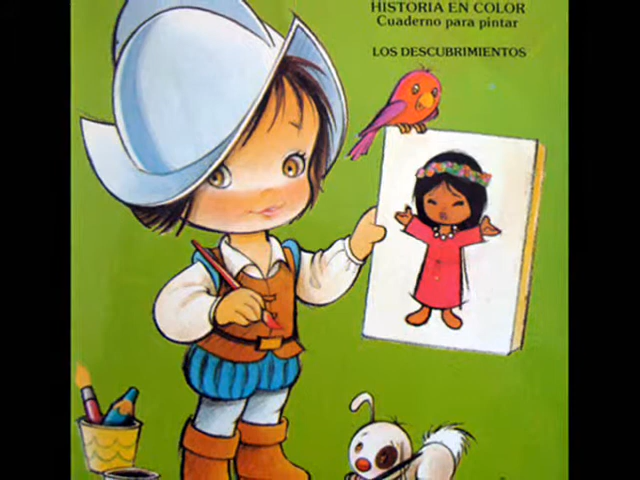 HISTORIA EN COLOR
Cuaderno para pintar
LOS DESCUBRIMIENTOS